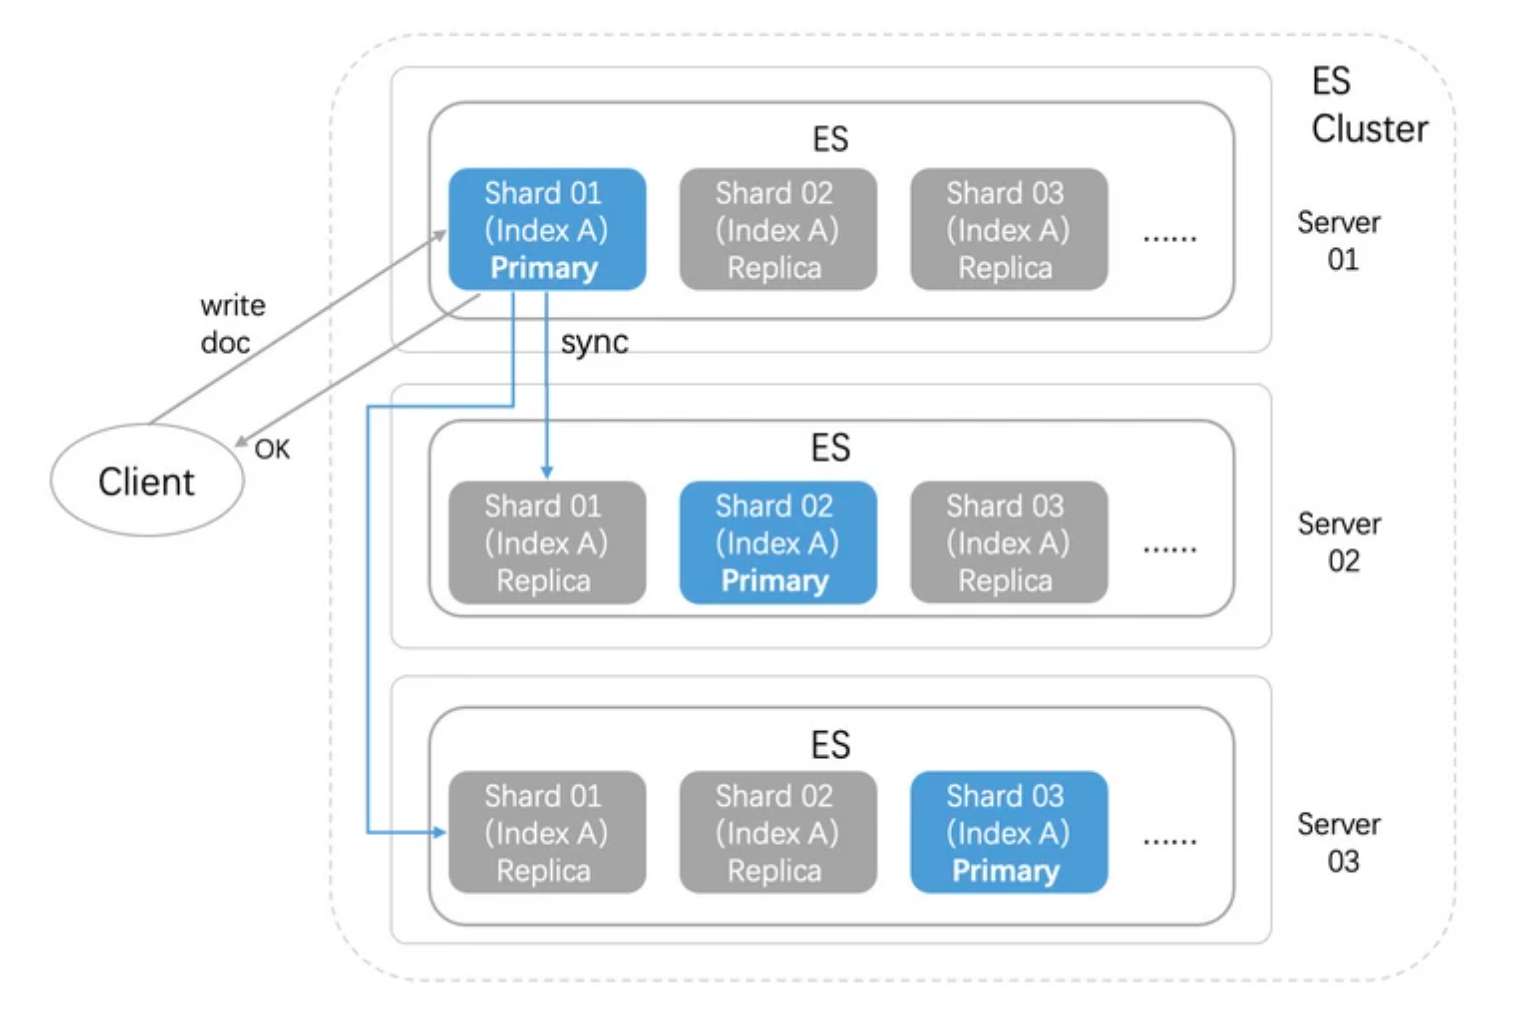 ES
Cluster
ES
Shard 01
(Index A)
Primary
Shard 02
(Index A)
Replica
Shard 03
(Index A)
Replica
......
Server
01
write
doc
sync
OK
Client
ES
Shard 01
(Index A)
Replica
Shard 02
(Index A)
Primary
Shard 03
(Index A)
Replica
......
Server
02
ES
Shard 01
(Index A)
Replica
Shard 02
(Index A)
Replica
Shard 03
(Index A)
Primary
......
Server
03